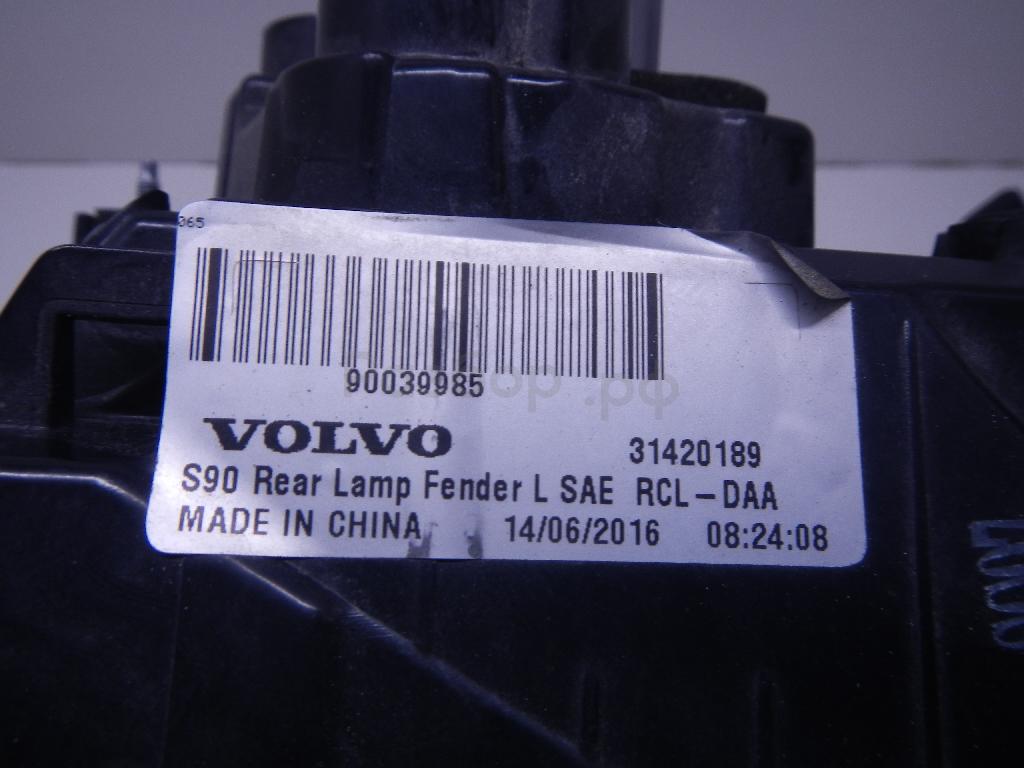 065
90039985
VOLVO 31420189
S90 Rear Lamp Fender L SAE RCL-DAA
MADE IN CHINA 14/06/2016 08:24:08